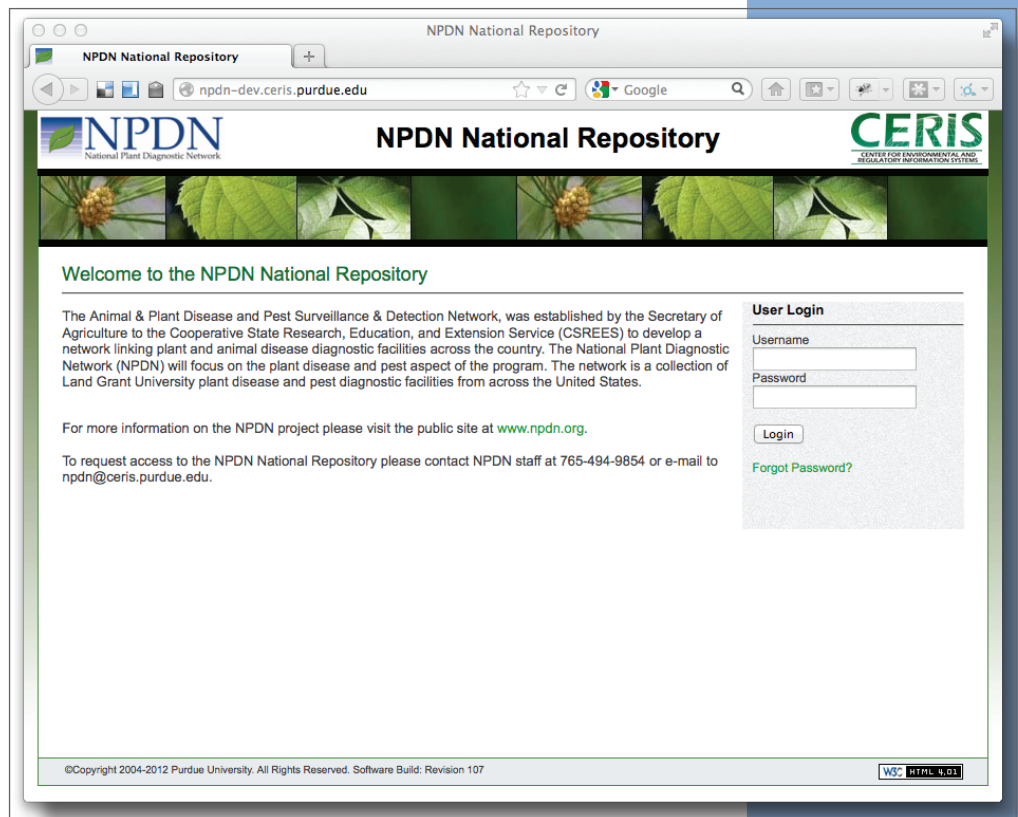 NPDN National Repository
NPDN National Repository
npdn-dev.ceris.purdue.edu
Google
NPDN
National Plant Diagnostic Network
NPDN National Repository
CERIS
CENTER FOR ENVIRONMENTAL AND
REGULATORY INFORMATION SYSTEMS
Welcome to the NPDN National Repository
The Animal & Plant Disease and Pest Surveillance & Detection Network, was established by the Secretary of
Agriculture to the Cooperative State Research, Education, and Extension Service (CSREES) to develop a
network linking plant and animal disease diagnostic facilities across the country. The National Plant Diagnostic
Network (NPDN) will focus on the plant disease and pest aspect of the program. The network is a collection of
Land Grant University plant disease and pest diagnostic facilities from across the United States.
For more information on the NPDN project please visit the public site at www.npdn.org.
To request access to the NPDN National Repository please contact NPDN staff at 765-494-9854 or e-mail to
npdn@ceris.purdue.edu.
User Login
Username
Password
Login
Forgot Password?
©Copyright 2004-2012 Purdue University. All Rights Reserved. Software Build: Revision 107
W3C HTML 4.01